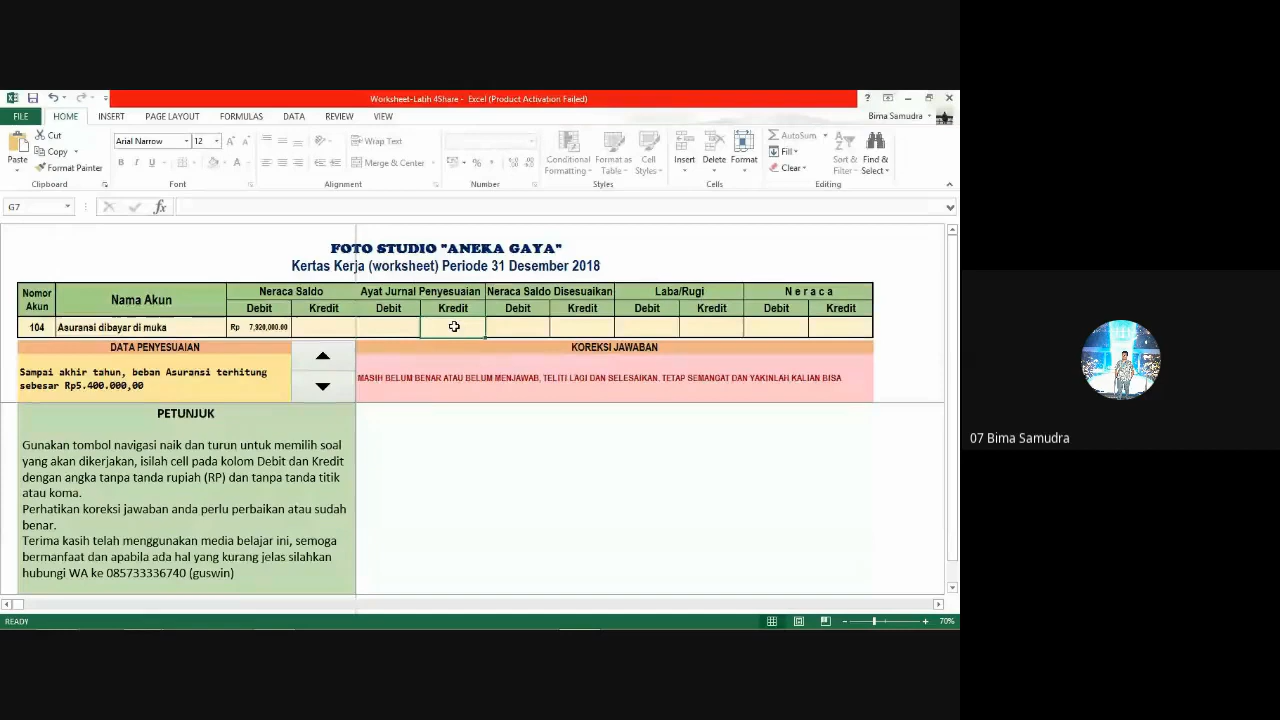 Worksheet-Latih 4Share - Excel (Product Activation Failed)
FILE HOME INSERT PAGE LAYOUT FORMULAS DATA REVIEW VIEW Bima Samudra
Paste Cut Copy Format Painter
Arial Narrow 12
B I U
Wrap Text
Merge & Center
%
Conditional Formatting Format as Table Cell Styles
Insert Delete Format
AutoSum Fill Clear
Sort & Filter Find & Select
Clipboard Font Alignment Number Styles Cells Editing
G7 fx
FOTO STUDIO "ANEKA GAYA"
Kertas Kerja (worksheet) Periode 31 Desember 2018
Nomor Akun Nama Akun Neraca Saldo Ayat Jurnal Penyesuaian Neraca Saldo Disesuaikan Laba/Rugi N e r a c a
Debit Kredit Debit Kredit Debit Kredit Debit Kredit Debit Kredit
104 Asuransi dibayar di muka Rp 7,920,000.00
DATA PENYESUAIAN KOREKSI JAWABAN
Sampai akhir tahun, beban Asuransi terhitung
sebesar Rp5.400.000,00
MASIH BELUM BENAR ATAU BELUM MENJAWAB, TELITI LAGI DAN SELESAIKAN. TETAP SEMANGAT DAN YAKINLAH KALIAN BISA
PETUNJUK
Gunakan tombol navigasi naik dan turun untuk memilih soal
yang akan dikerjakan, isilah cell pada kolom Debit dan Kredit
dengan angka tanpa tanda rupiah (RP) dan tanpa tanda titik
atau koma.
Perhatikan koreksi jawaban anda perlu perbaikan atau sudah
benar.
Terima kasih telah menggunakan media belajar ini, semoga
bermanfaat dan apabila ada hal yang kurang jelas silahkan
hubungi WA ke 085733336740 (guswin)
READY 70%
07 Bima Samudra